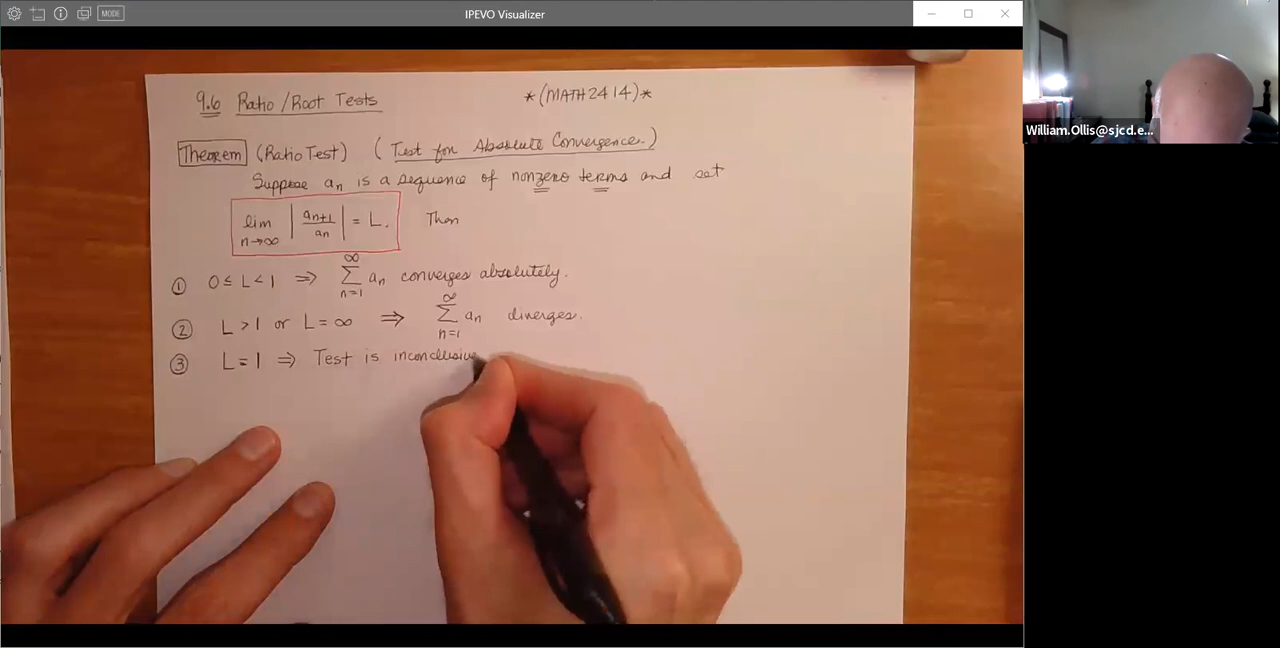 MODE
IPEVO Visualizer
William.Ollis@sjcd.e...
9.6 Ratio/Root Tests
*(MATH2414)*
Theorem (Ratio Test) (Test for Absolute Convergence.)
Suppose aₙ is a sequence of nonzero terms and set
lim n→∞ |aₙ₊₁/aₙ| = L. Then
① 0 ≤ L < 1 ⇒ ∞ Σ n=1 aₙ converges absolutely.
② L > 1 or L = ∞ ⇒ ∞ Σ n=1 aₙ diverges.
③ L = 1 ⇒ Test is inconclusiv